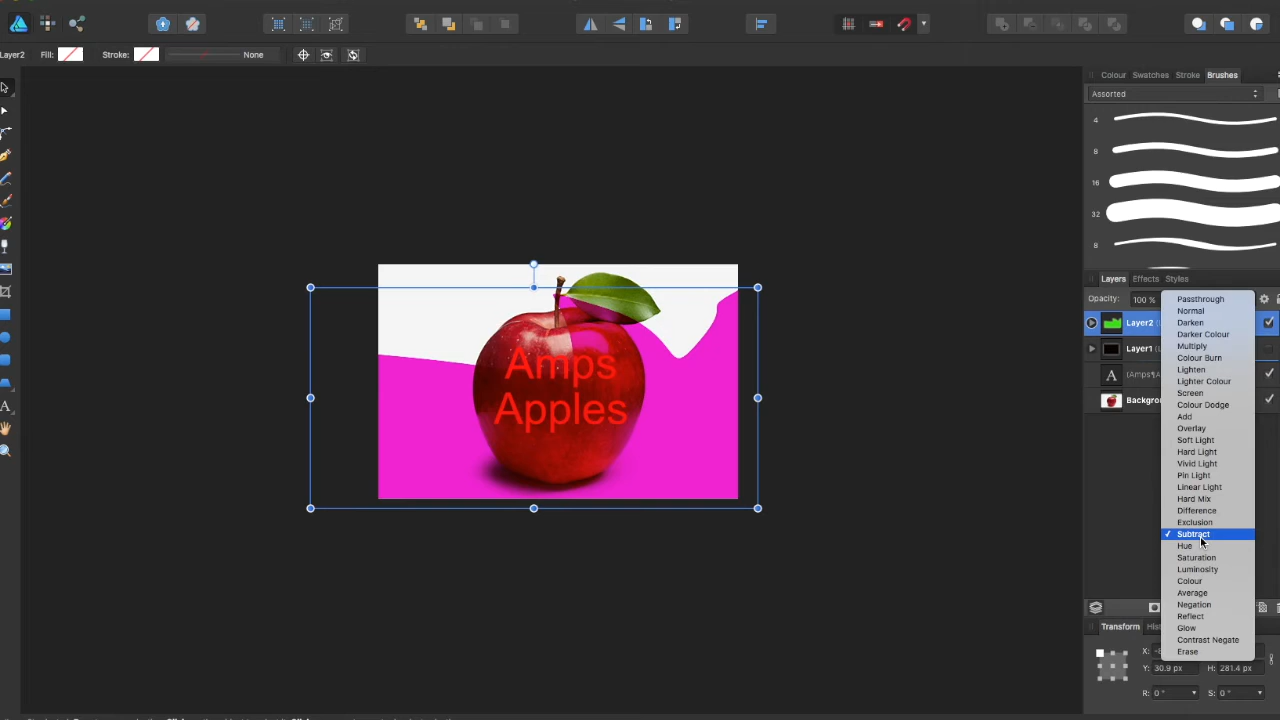 Layer2
Fill:
Stroke:
None
Colour
Swatches
Stroke
Brushes
Assorted
4
8
16
32
8
Layers
Effects
Styles
Opacity:
100 %
Layer2
Layer1
A
(Amps¶A
Backgrou
Passthrough
Normal
Darken
Darker Colour
Multiply
Colour Burn
Lighten
Lighter Colour
Screen
Colour Dodge
Add
Overlay
Soft Light
Hard Light
Vivid Light
Pin Light
Linear Light
Hard Mix
Difference
Exclusion
✓ Subtract
Hue
Saturation
Luminosity
Colour
Average
Negation
Reflect
Glow
Contrast Negate
Erase
Amps
Apples
Transform
X:
Y: 30.9 px
H: 281.4 px
R: 0 °
S: 0 °